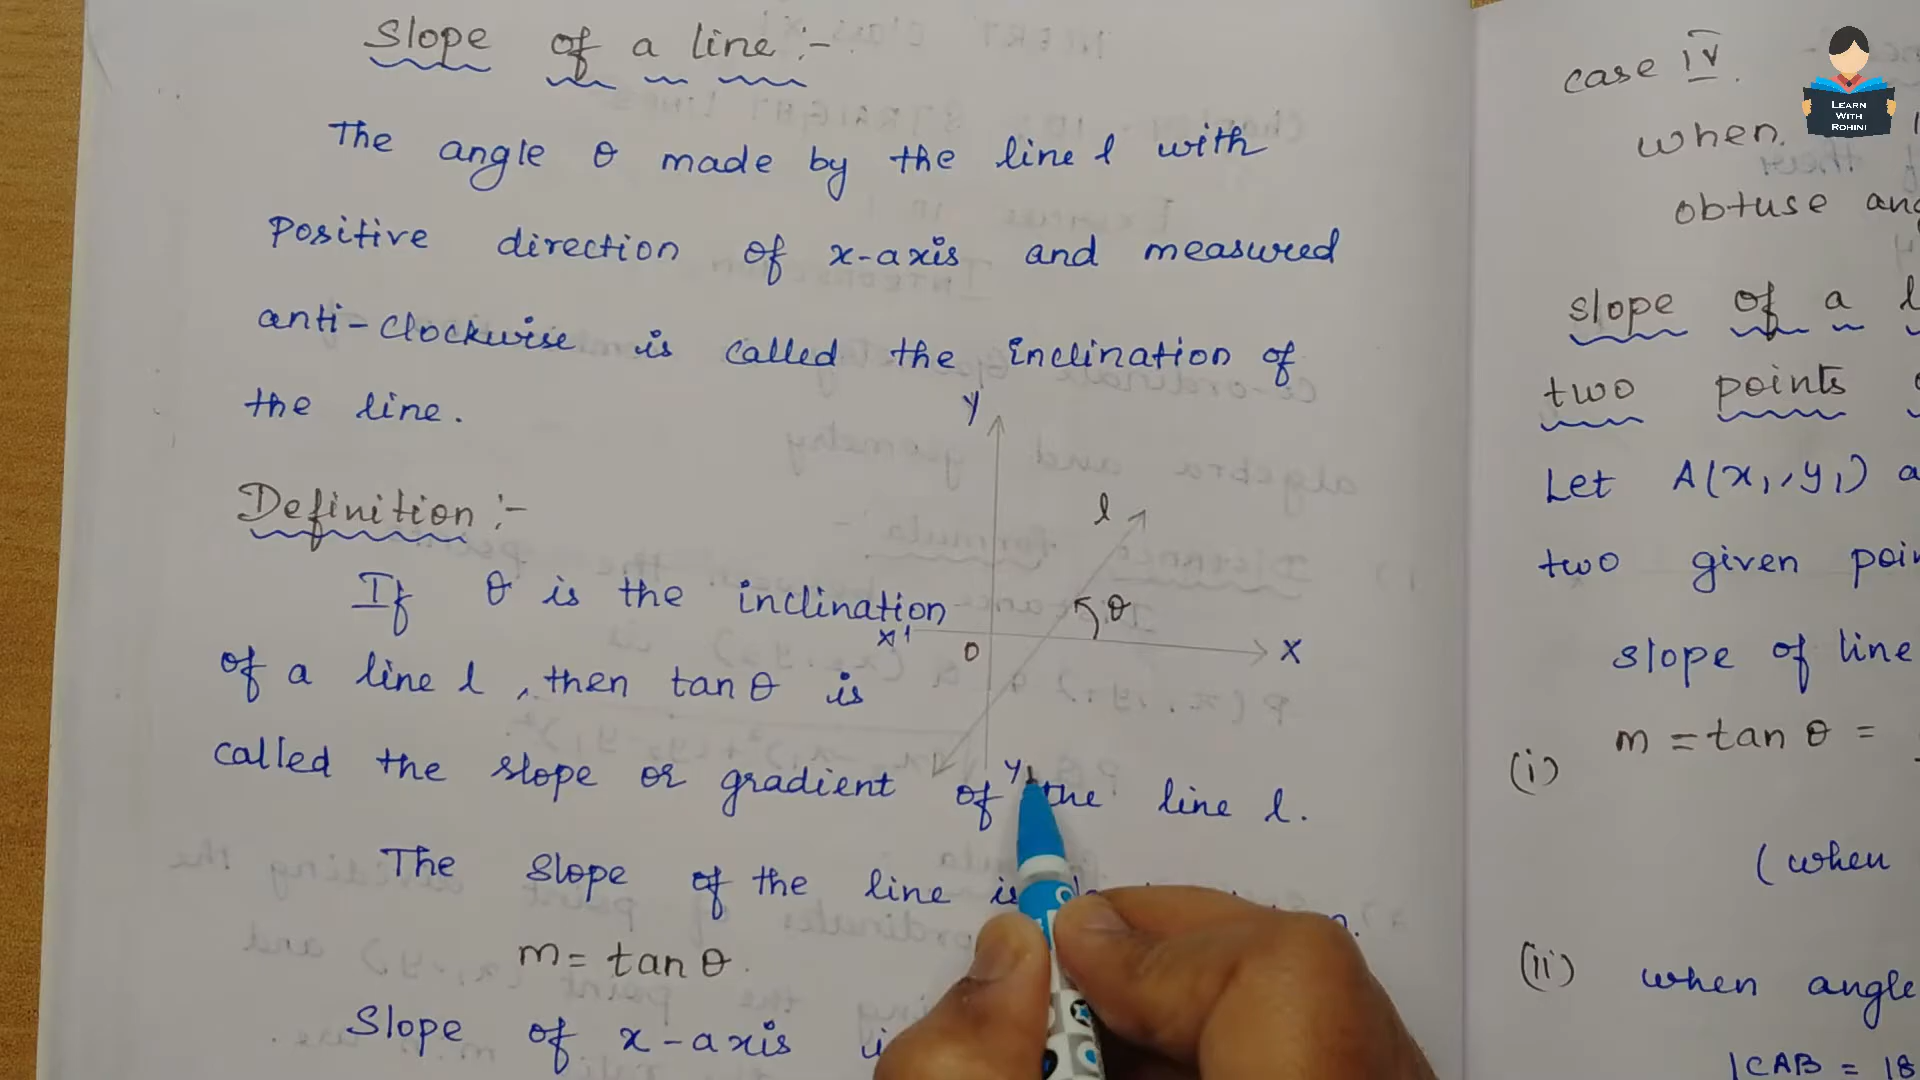 Slope of a line :-
The angle θ made by the line l with
positive direction of x-axis and measured
anti-clockwise is called the inclination of
the line.
Y
l
θ
X'
O
X
Y
Definition :-
If θ is the inclination
of a line l, then tan θ is
called the slope or gradient of the line l.
The slope of the line is
m = tan θ.
Slope of x-axis
case IV.
when.
obtuse
slope of a
two points
Let A(x₁, y₁)
two given
slope of line
(i) m = tan θ =
(when
(ii) when angle
LEARN
WITH
ROHINI